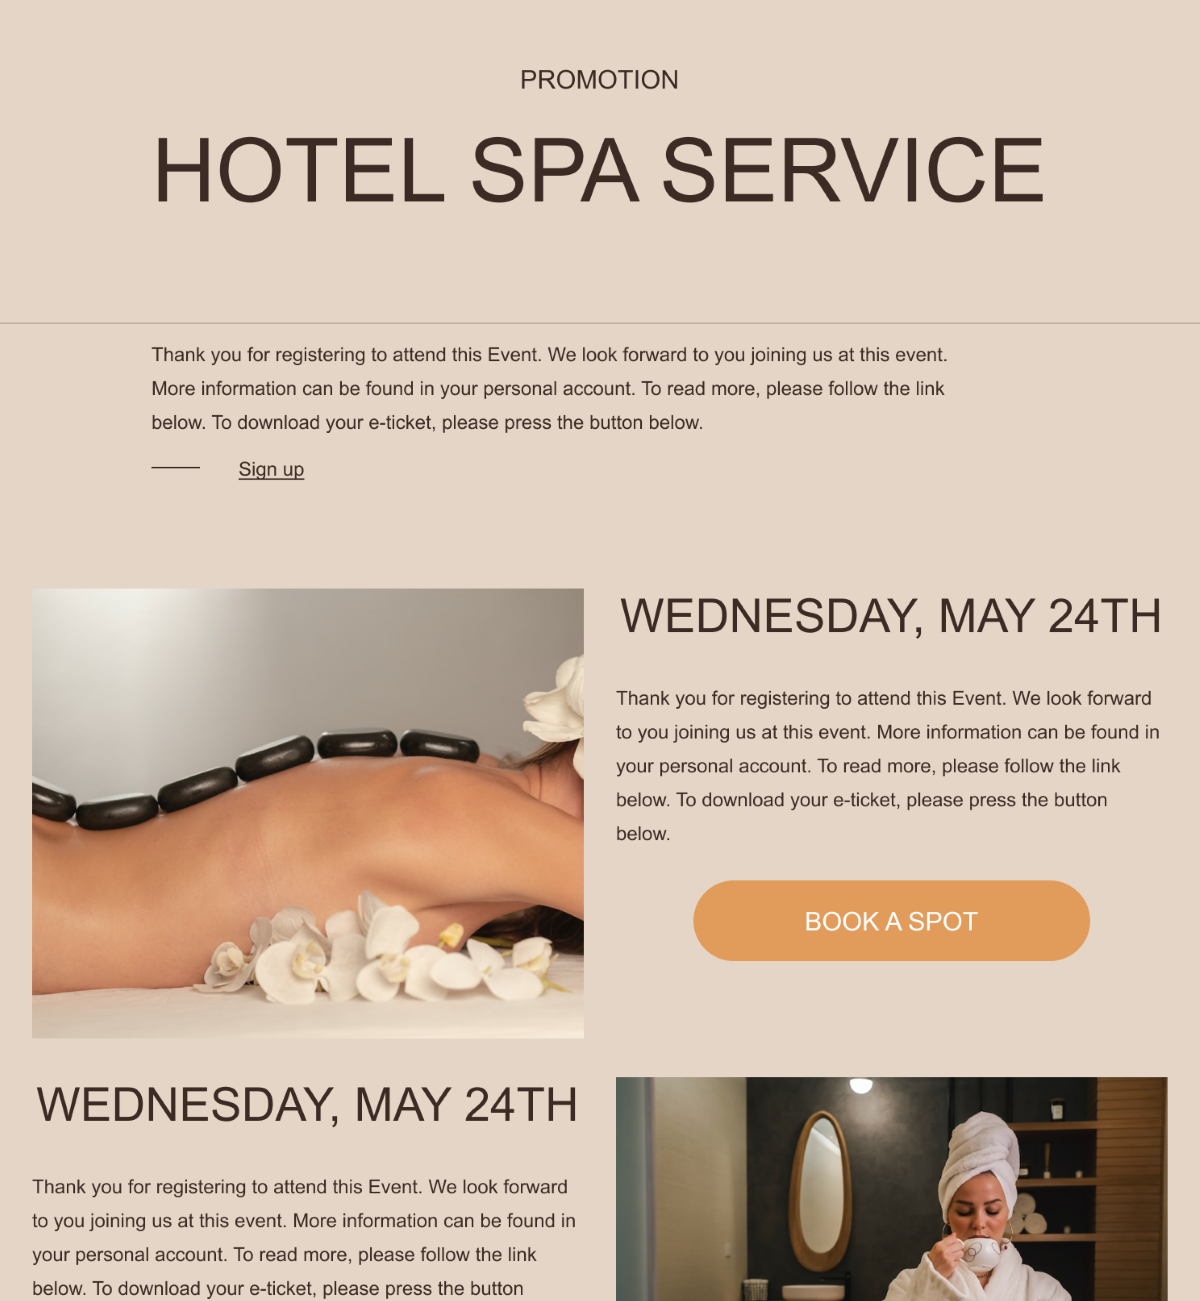 PROMOTION
HOTEL SPA SERVICE
Thank you for registering to attend this Event. We look forward to you joining us at this event.
More information can be found in your personal account. To read more, please follow the link
below. To download your e-ticket, please press the button below.
Sign up
WEDNESDAY, MAY 24TH
Thank you for registering to attend this Event. We look forward
to you joining us at this event. More information can be found in
your personal account. To read more, please follow the link
below. To download your e-ticket, please press the button
below.
BOOK A SPOT
WEDNESDAY, MAY 24TH
Thank you for registering to attend this Event. We look forward
to you joining us at this event. More information can be found in
your personal account. To read more, please follow the link
below. To download your e-ticket, please press the button